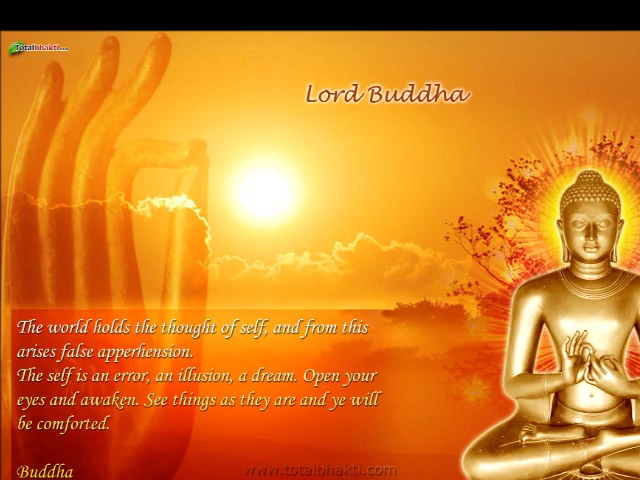 Totalbhakti.com
Lord Buddha
The world holds the thought of self, and from this
arises false apperhension.
The self is an error, an illusion, a dream. Open your
eyes and awaken. See things as they are and ye will
be comforted.
Buddha
www.totalbhakti.com